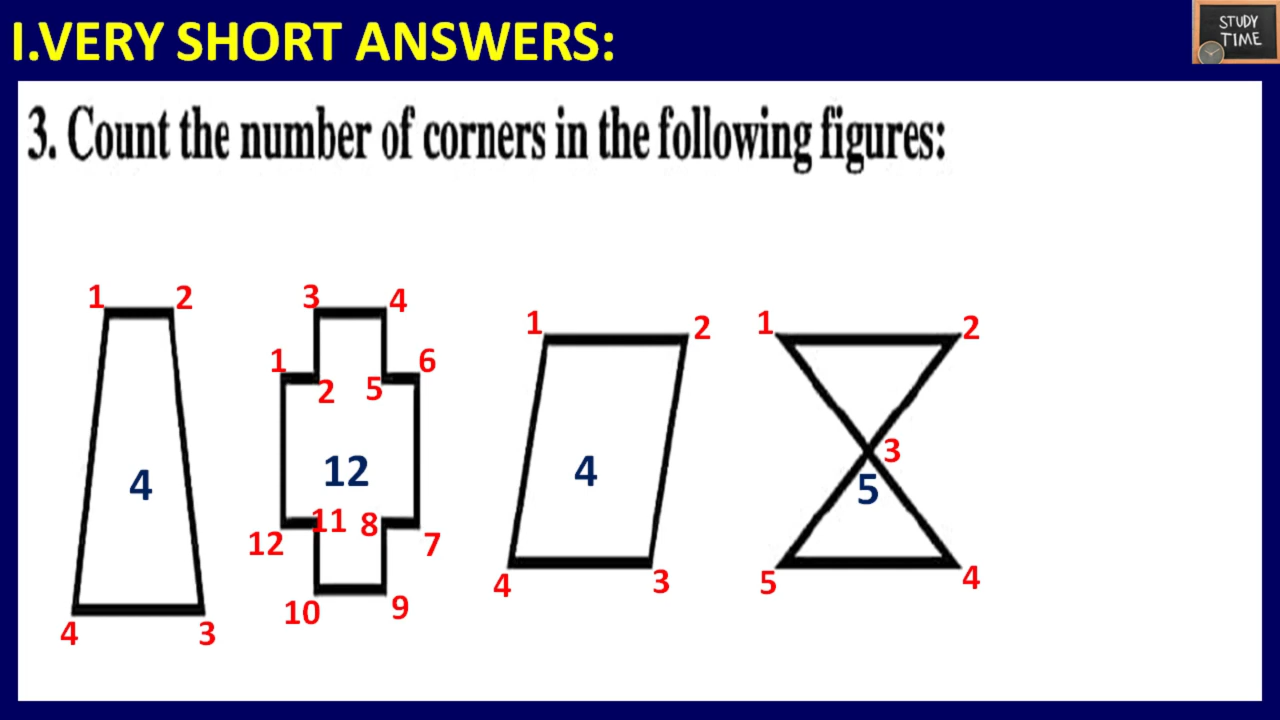 I.VERY SHORT ANSWERS:
STUDY
TIME
3. Count the number of corners in the following figures:
1 2
4
4 3
3 4
1 2 5 6
12
12 11 8 7
10 9
1 2
4
4 3
1 2
3
5
5 4